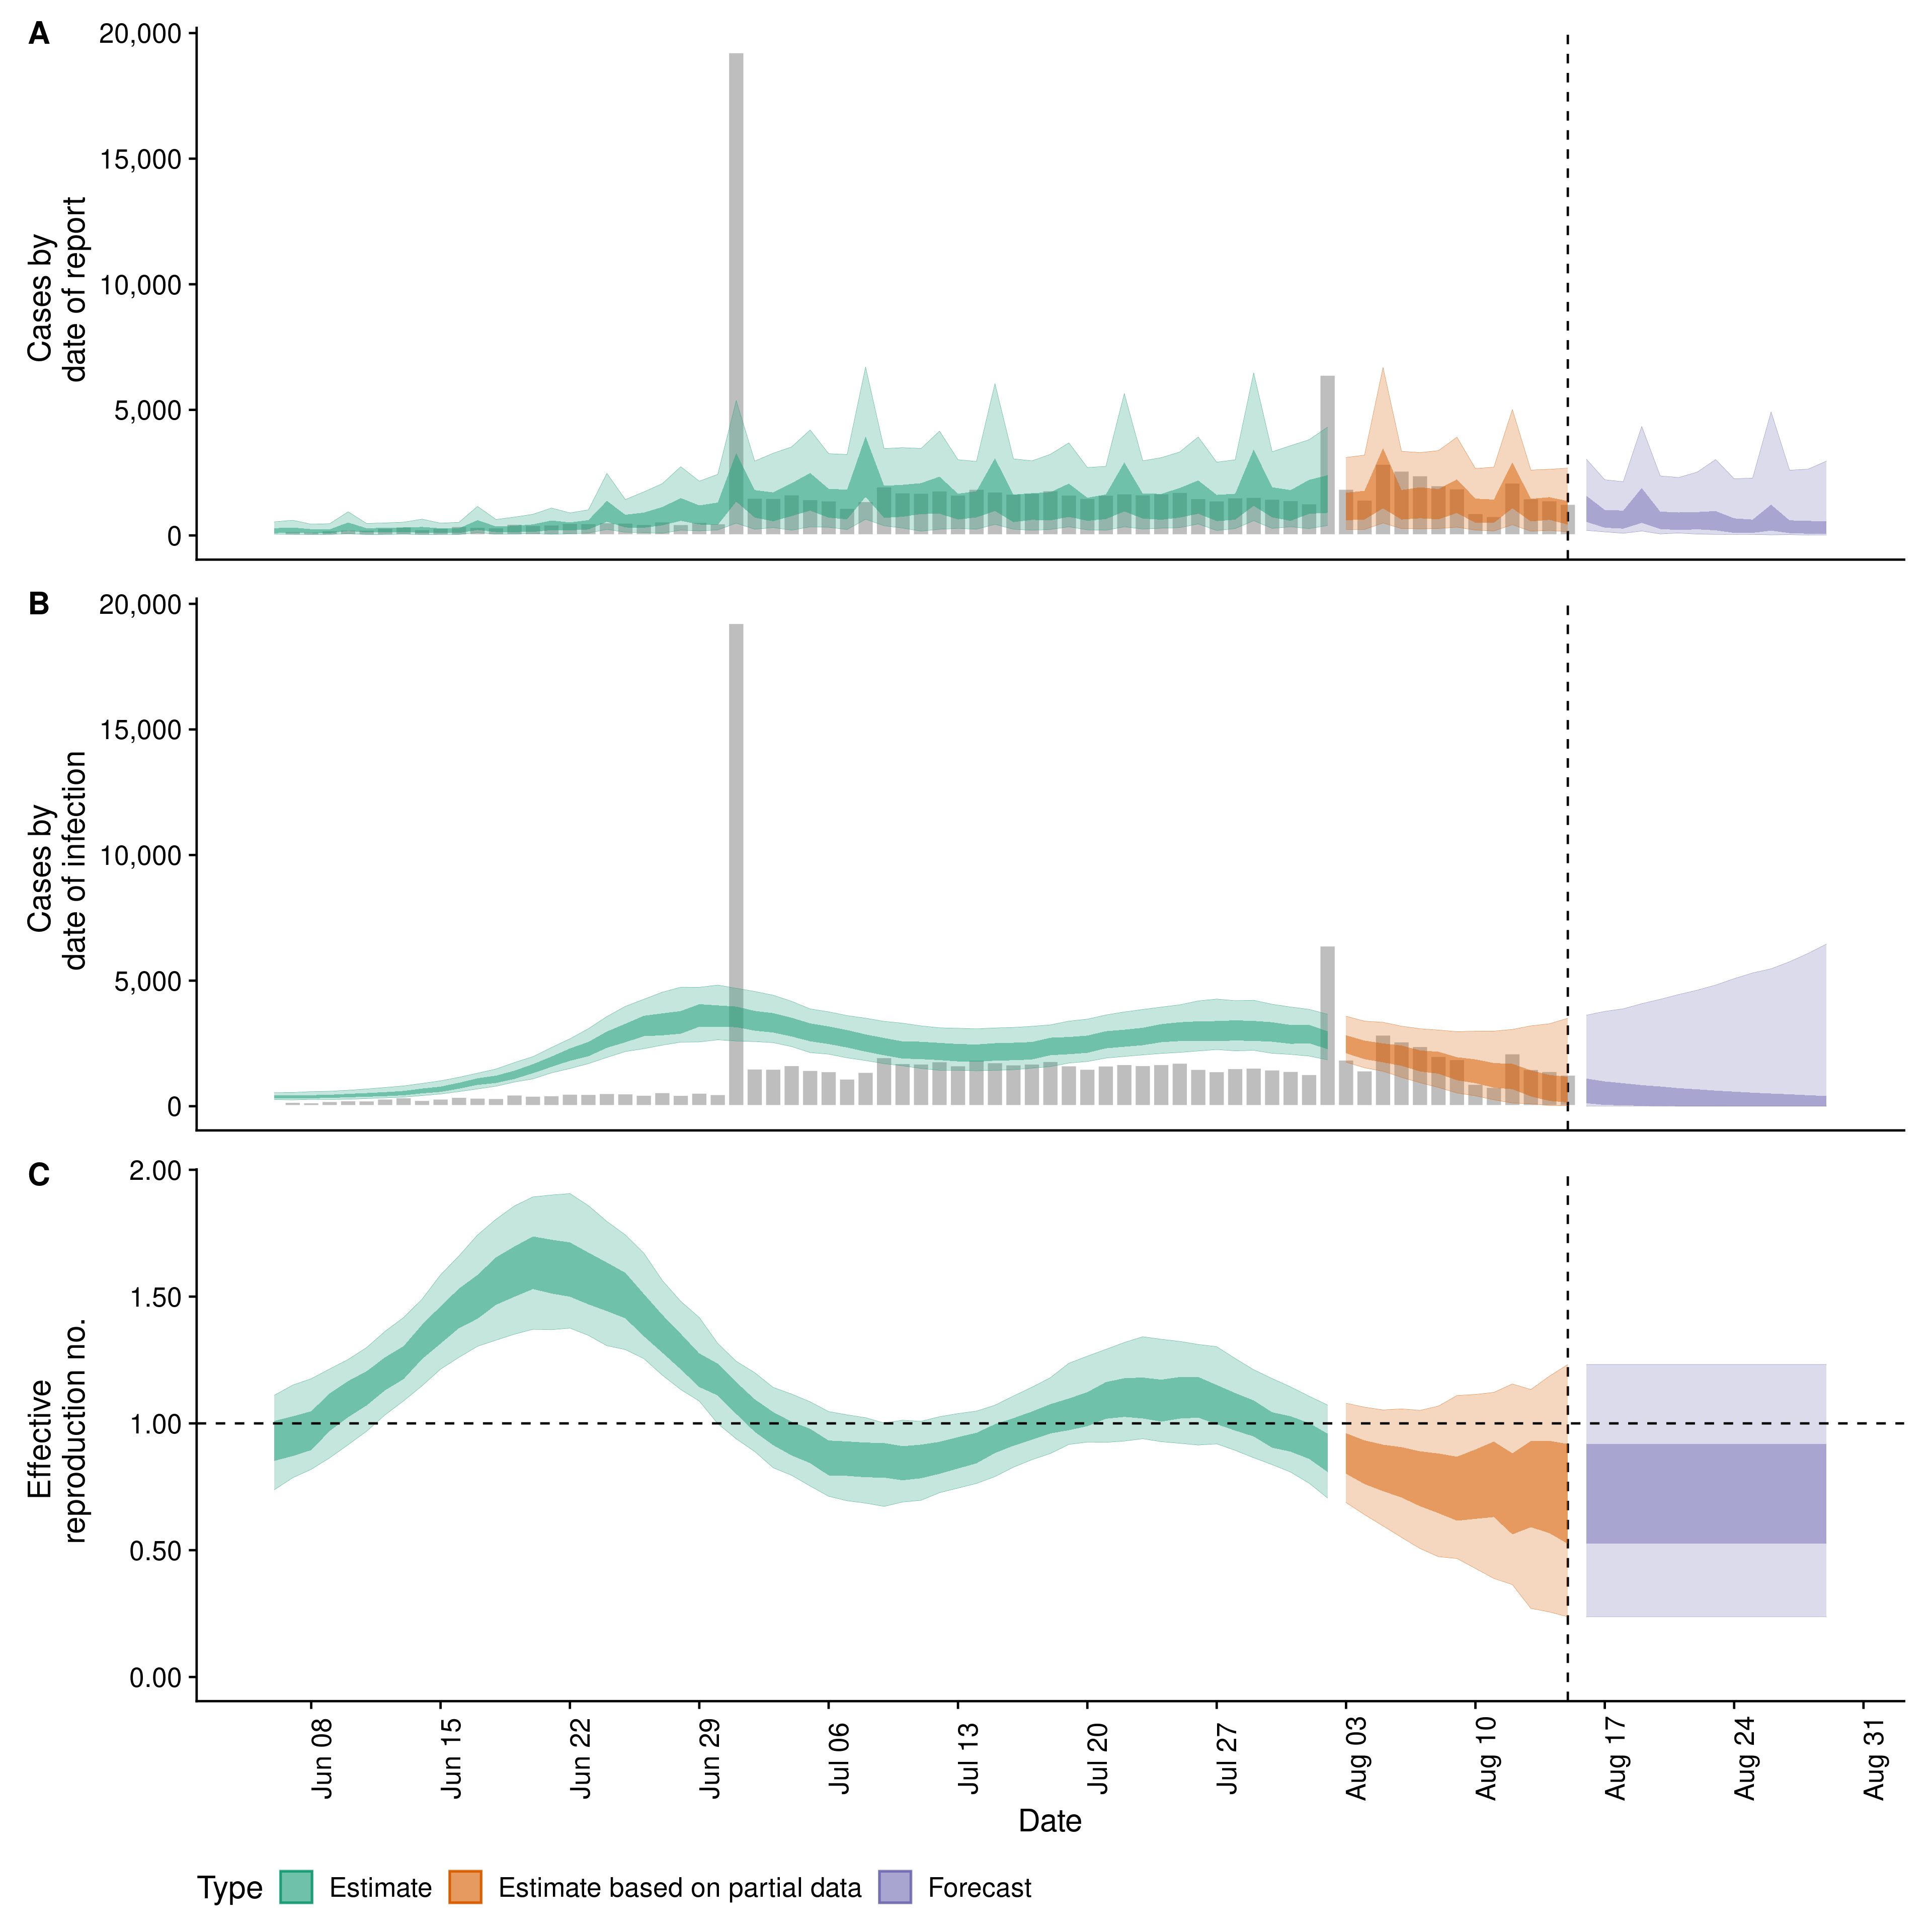 A
20,000
15,000
10,000
5,000
0
Cases by
date of report
B
20,000
15,000
10,000
5,000
0
Cases by
date of infection
C
2.00
1.50
1.00
0.50
0.00
Effective
reproduction no.
Jun 08
Jun 15
Jun 22
Jun 29
Jul 06
Jul 13
Jul 20
Jul 27
Aug 03
Aug 10
Aug 17
Aug 24
Aug 31
Date
Type Estimate Estimate based on partial data Forecast